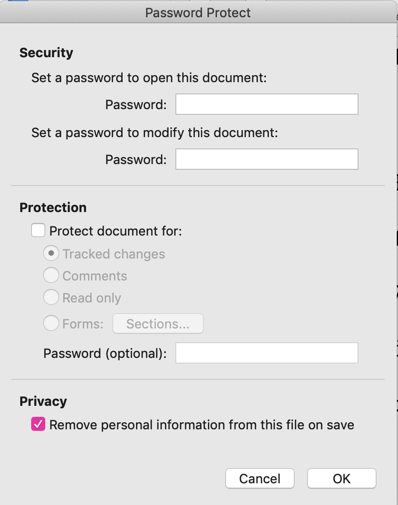 Password Protect
Security
Set a password to open this document:
Password:
Set a password to modify this document:
Password:
Protection
Protect document for:
Tracked changes
Comments
Read only
Forms: Sections...
Password (optional):
Privacy
Remove personal information from this file on save
Cancel OK